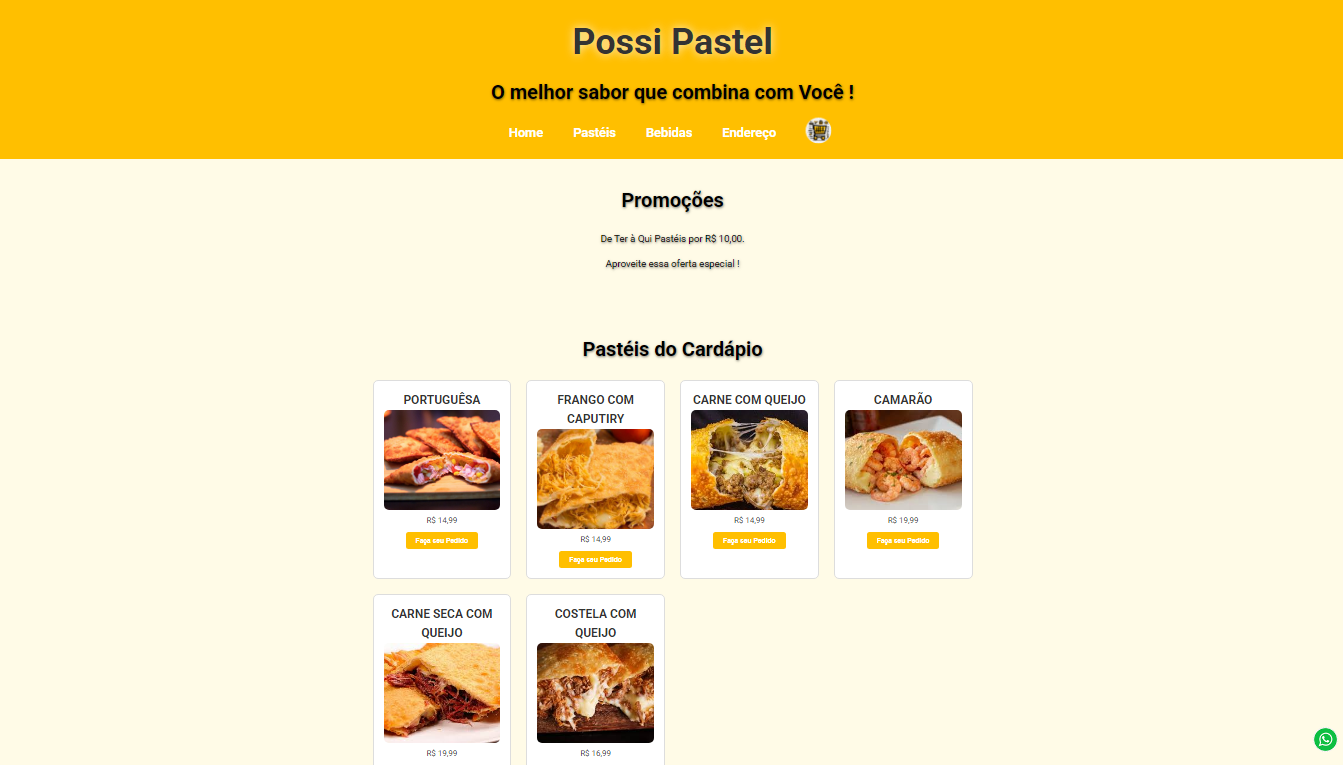 Possi Pastel
O melhor sabor que combina com Você !
Home Pastéis Bebidas Endereço
Promoções
De Ter à Qui Pastéis por R$ 10,00.
Aproveite essa oferta especial !
Pastéis do Cardápio
PORTUGUÊSA
R$ 14,99
Faça seu Pedido
FRANGO COM
CAPUTIRY
R$ 14,99
Faça seu Pedido
CARNE COM QUEIJO
R$ 14,99
Faça seu Pedido
CAMARÃO
R$ 19,99
Faça seu Pedido
CARNE SECA COM
QUEIJO
R$ 19,99
COSTELA COM
QUEIJO
R$ 16,99